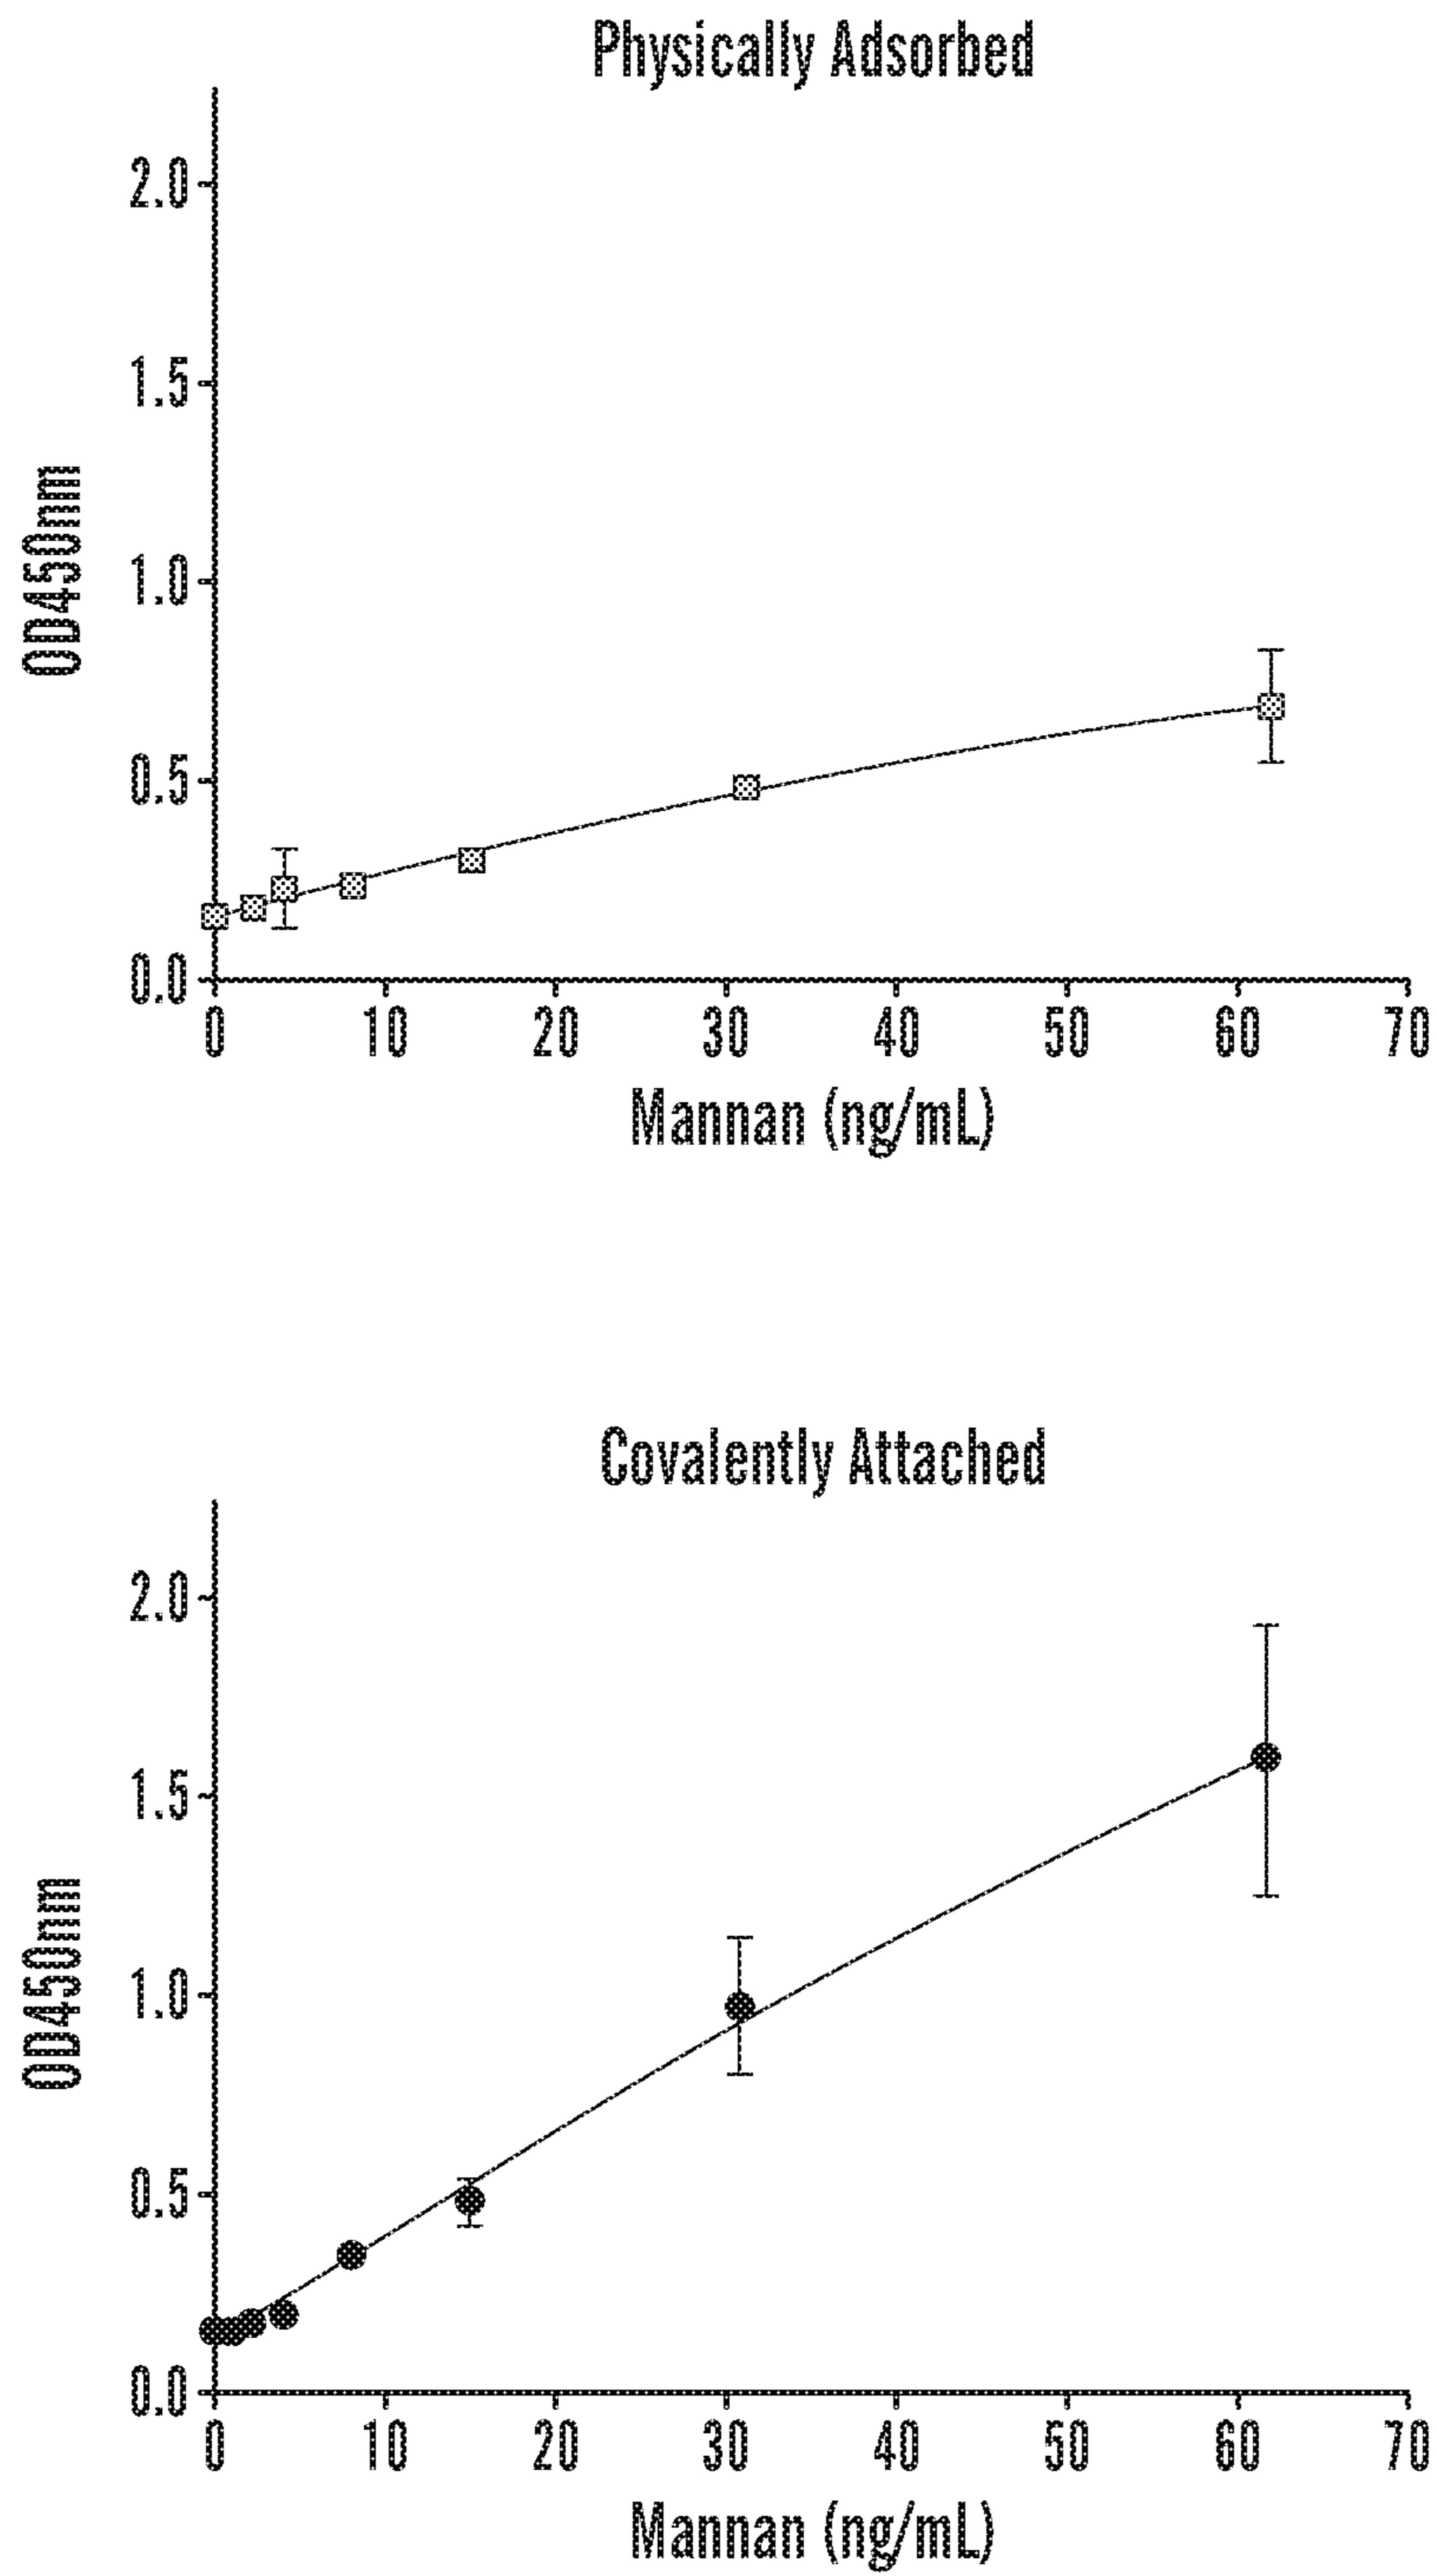 Physically Adsorbed
2.0
1.5
1.0
0.5
0.0
OD450nm
0 10 20 30 40 50 60 70
Mannan (ng/mL)
Covalently Attached
2.0
1.5
1.0
0.5
0.0
OD450nm
0 10 20 30 40 50 60 70
Mannan (ng/mL)